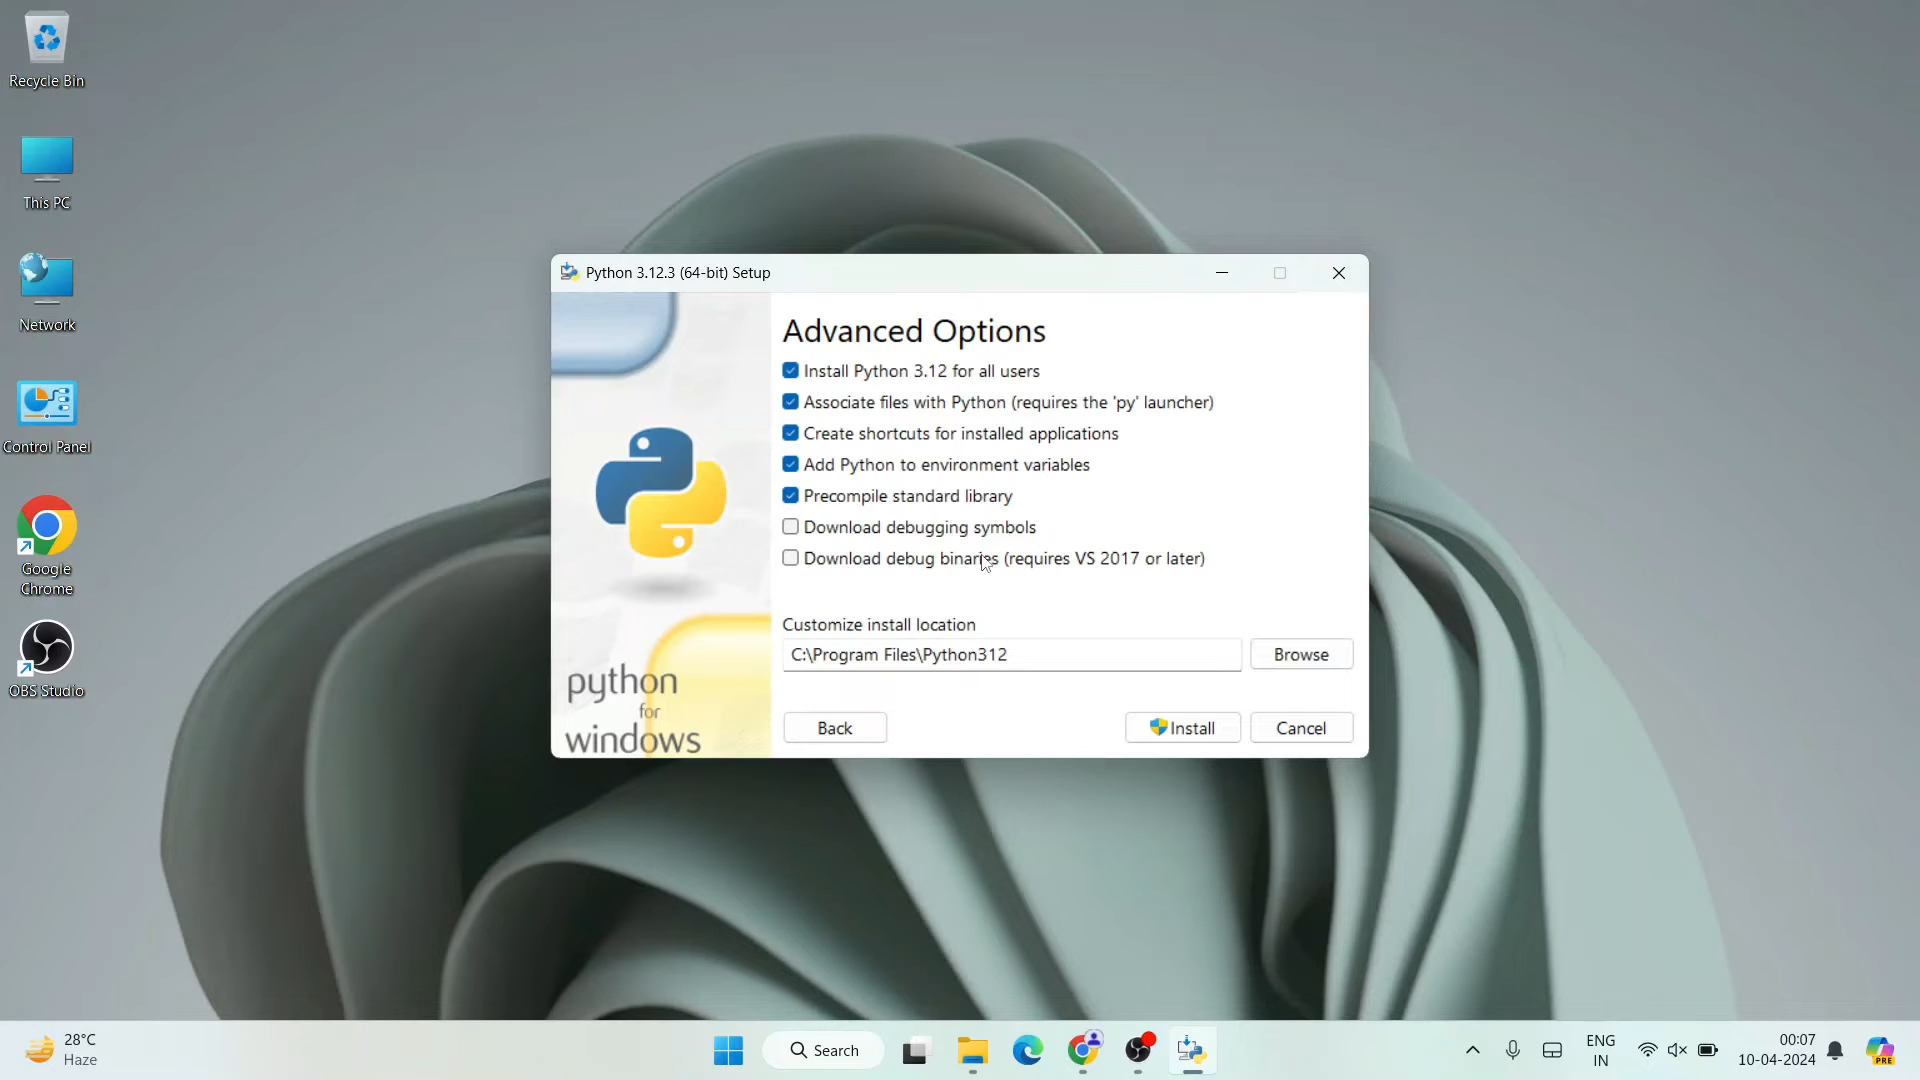 Recycle Bin
This PC
Network
Control Panel
Google
Chrome
OBS Studio
Python 3.12.3 (64-bit) Setup
Advanced Options
Install Python 3.12 for all users
Associate files with Python (requires the 'py' launcher)
Create shortcuts for installed applications
Add Python to environment variables
Precompile standard library
Download debugging symbols
Download debug binaries (requires VS 2017 or later)
Customize install location
C:\Program Files\Python312
Browse
python
for
windows
Back
Install
Cancel
28°C
Haze
Search
ENG
IN
00:07
10-04-2024
PRE